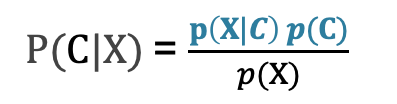 P(C|X) = p(X|C) p(C)
p(X)